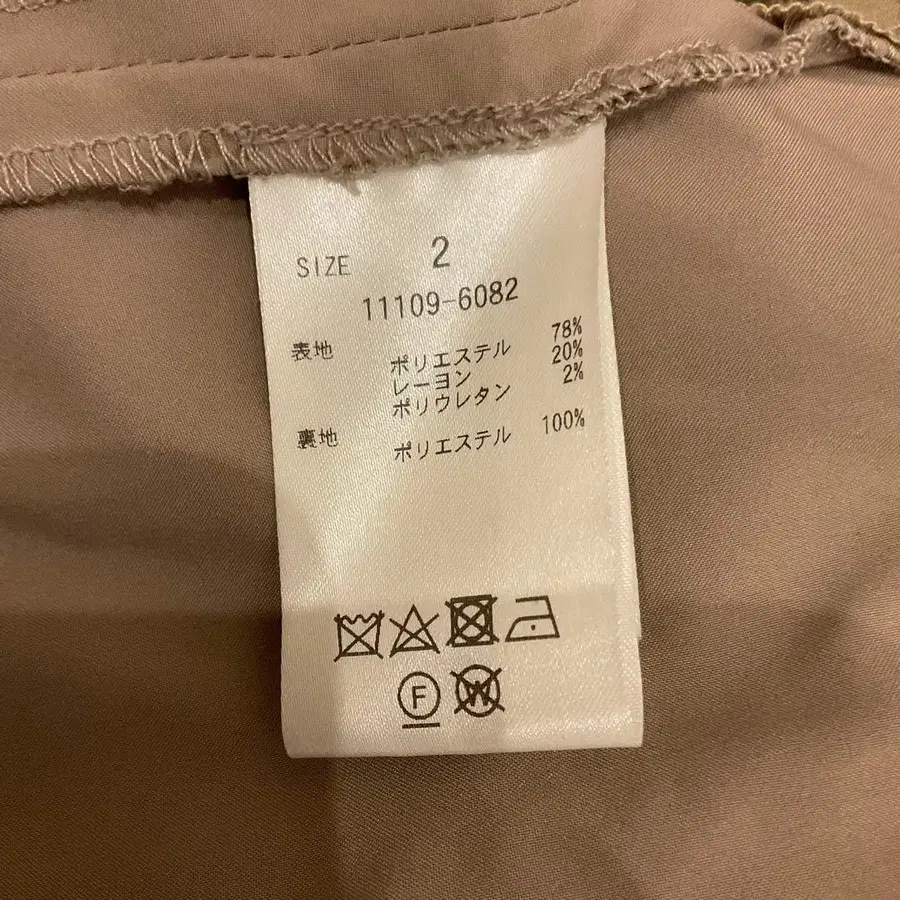 SIZE 2
11109-6082
表地 ポリエステル 78%
レーヨン 20%
ポリウレタン 2%
裏地 ポリエステル 100%
F W